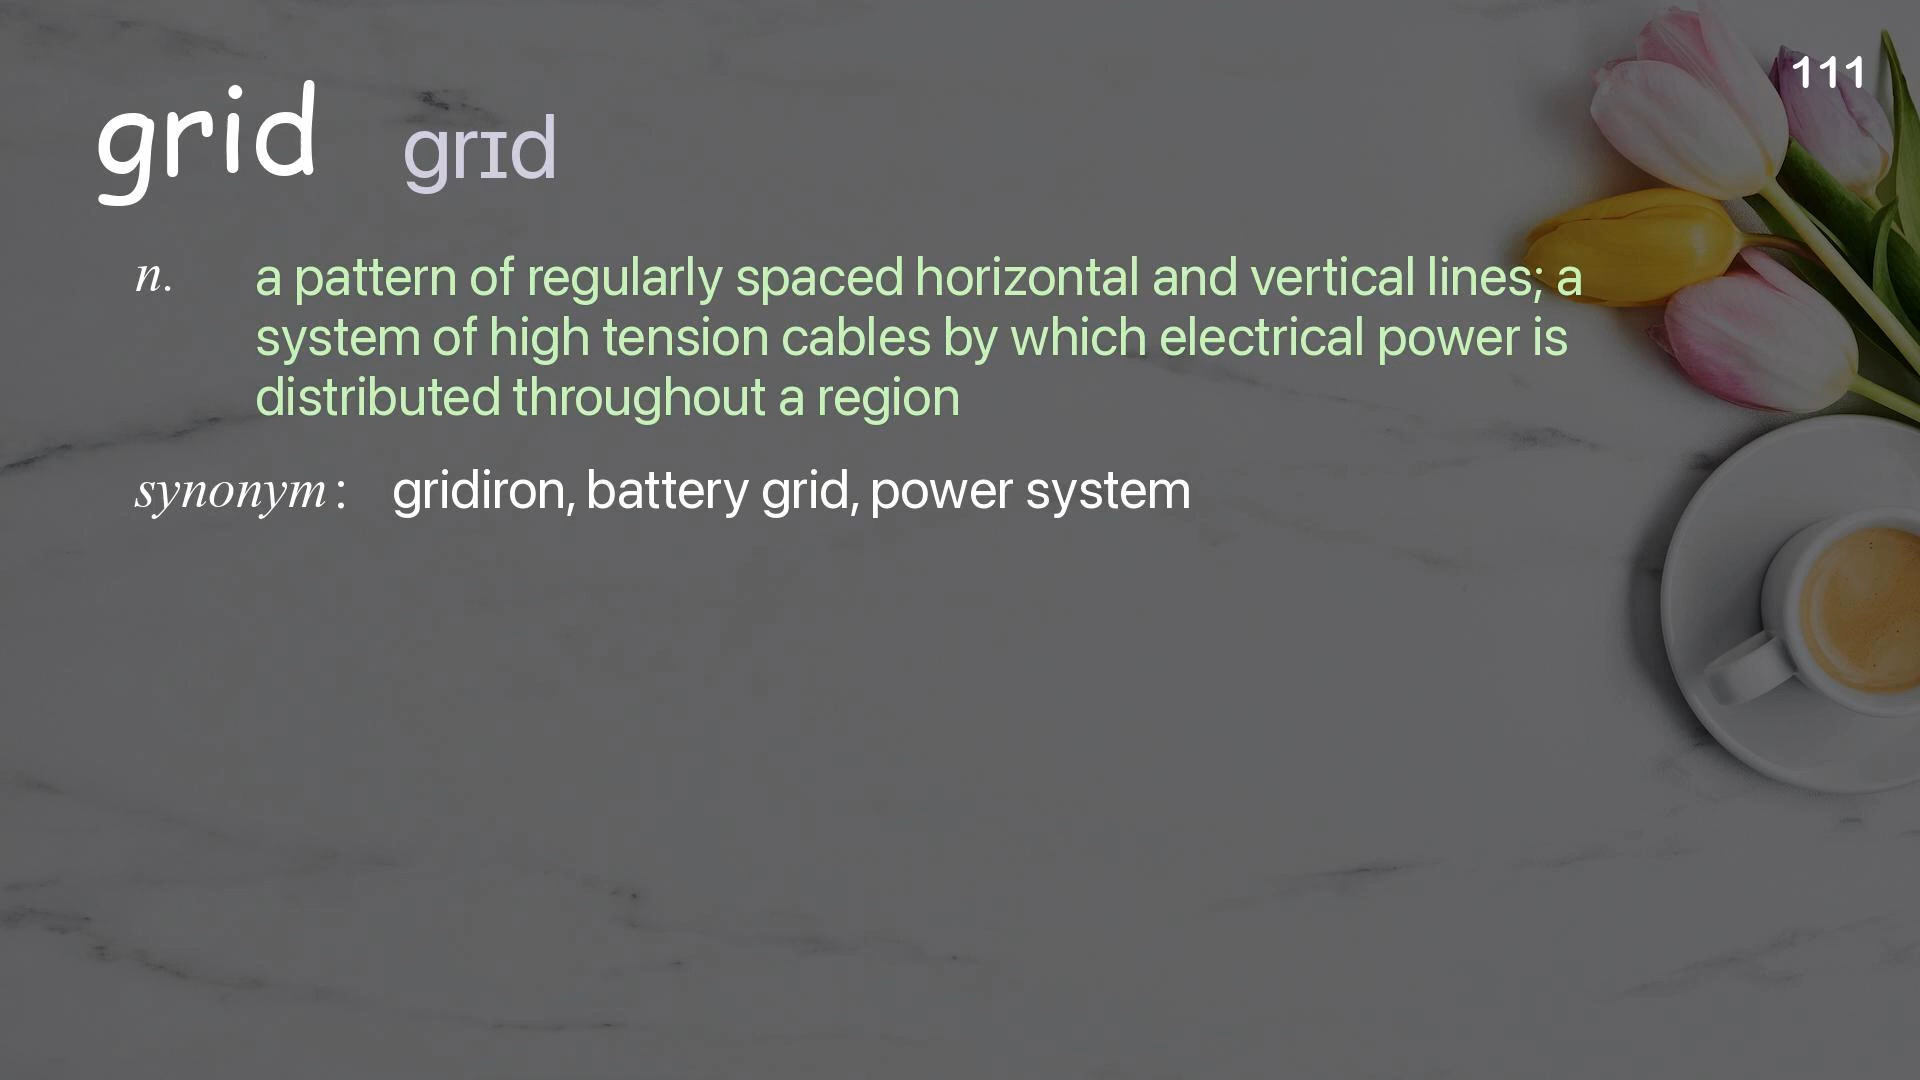 111
grid grɪd
n. a pattern of regularly spaced horizontal and vertical lines; a
system of high tension cables by which electrical power is
distributed throughout a region
synonym : gridiron, battery grid, power system